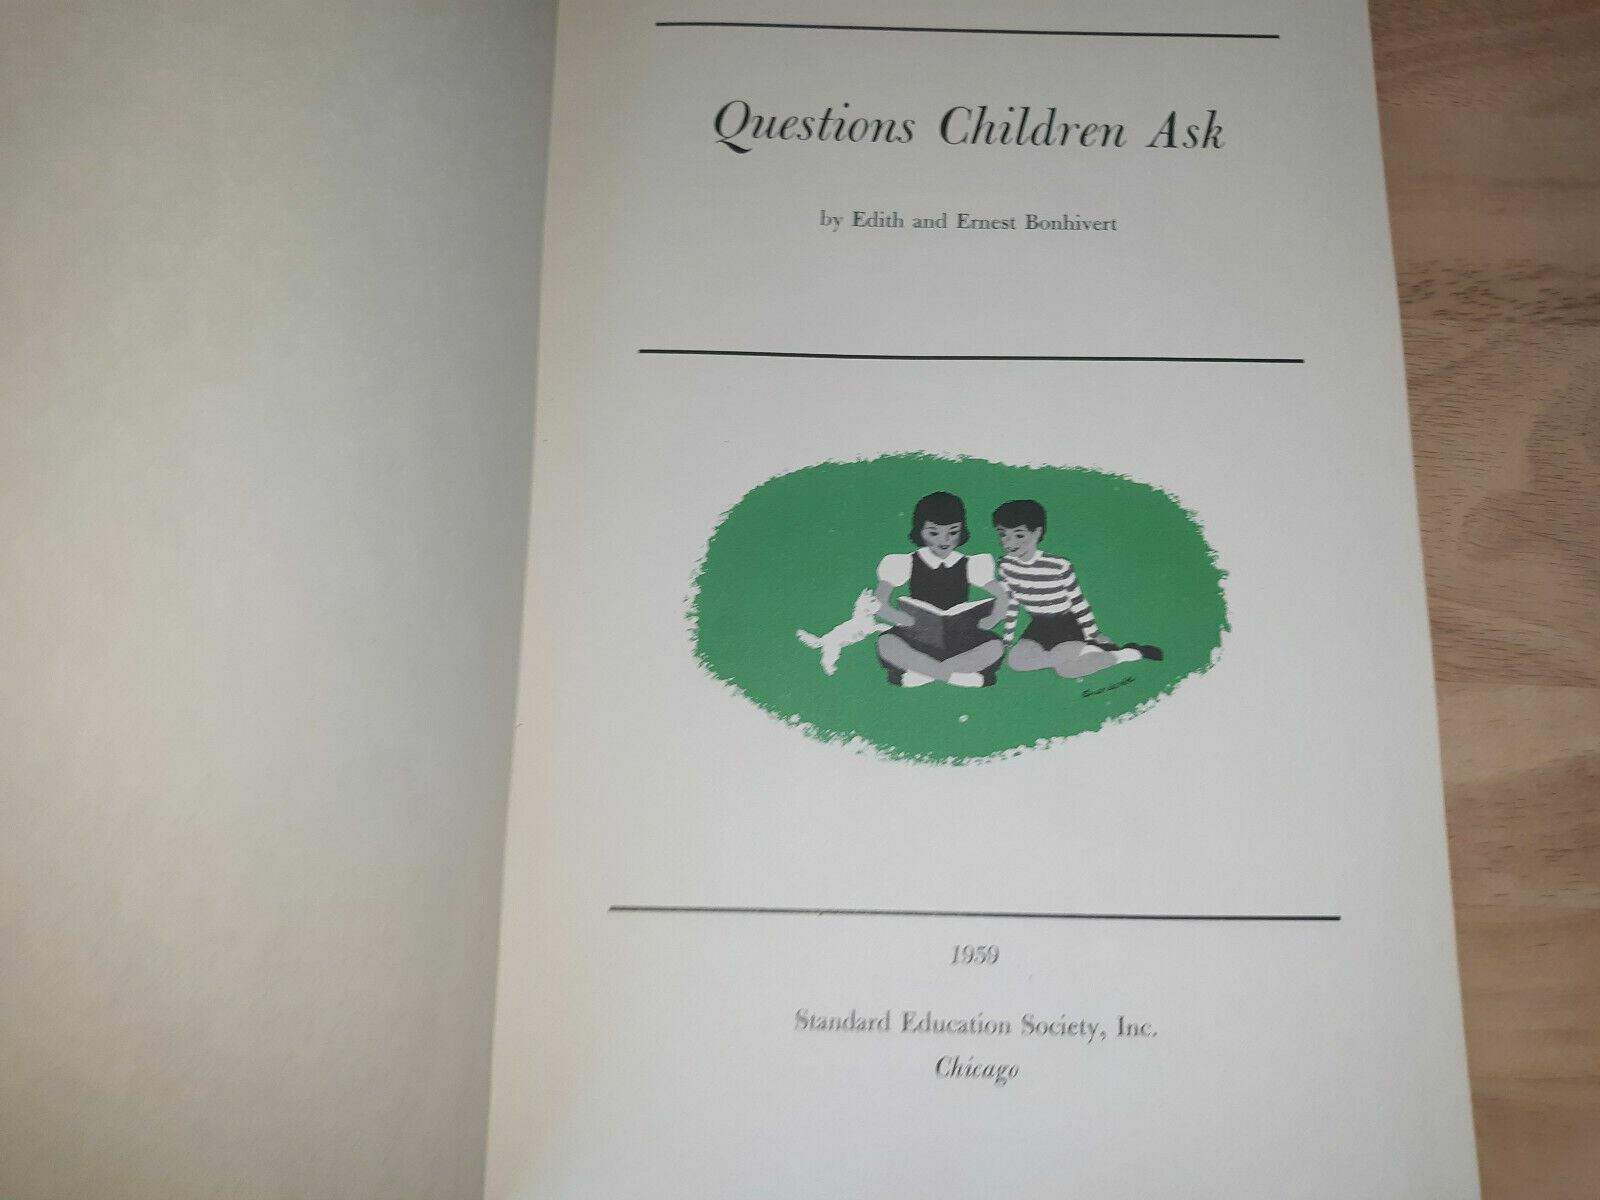 Questions Children Ask
by Edith and Ernest Bonhivert
1959
Standard Education Society, Inc.
Chicago